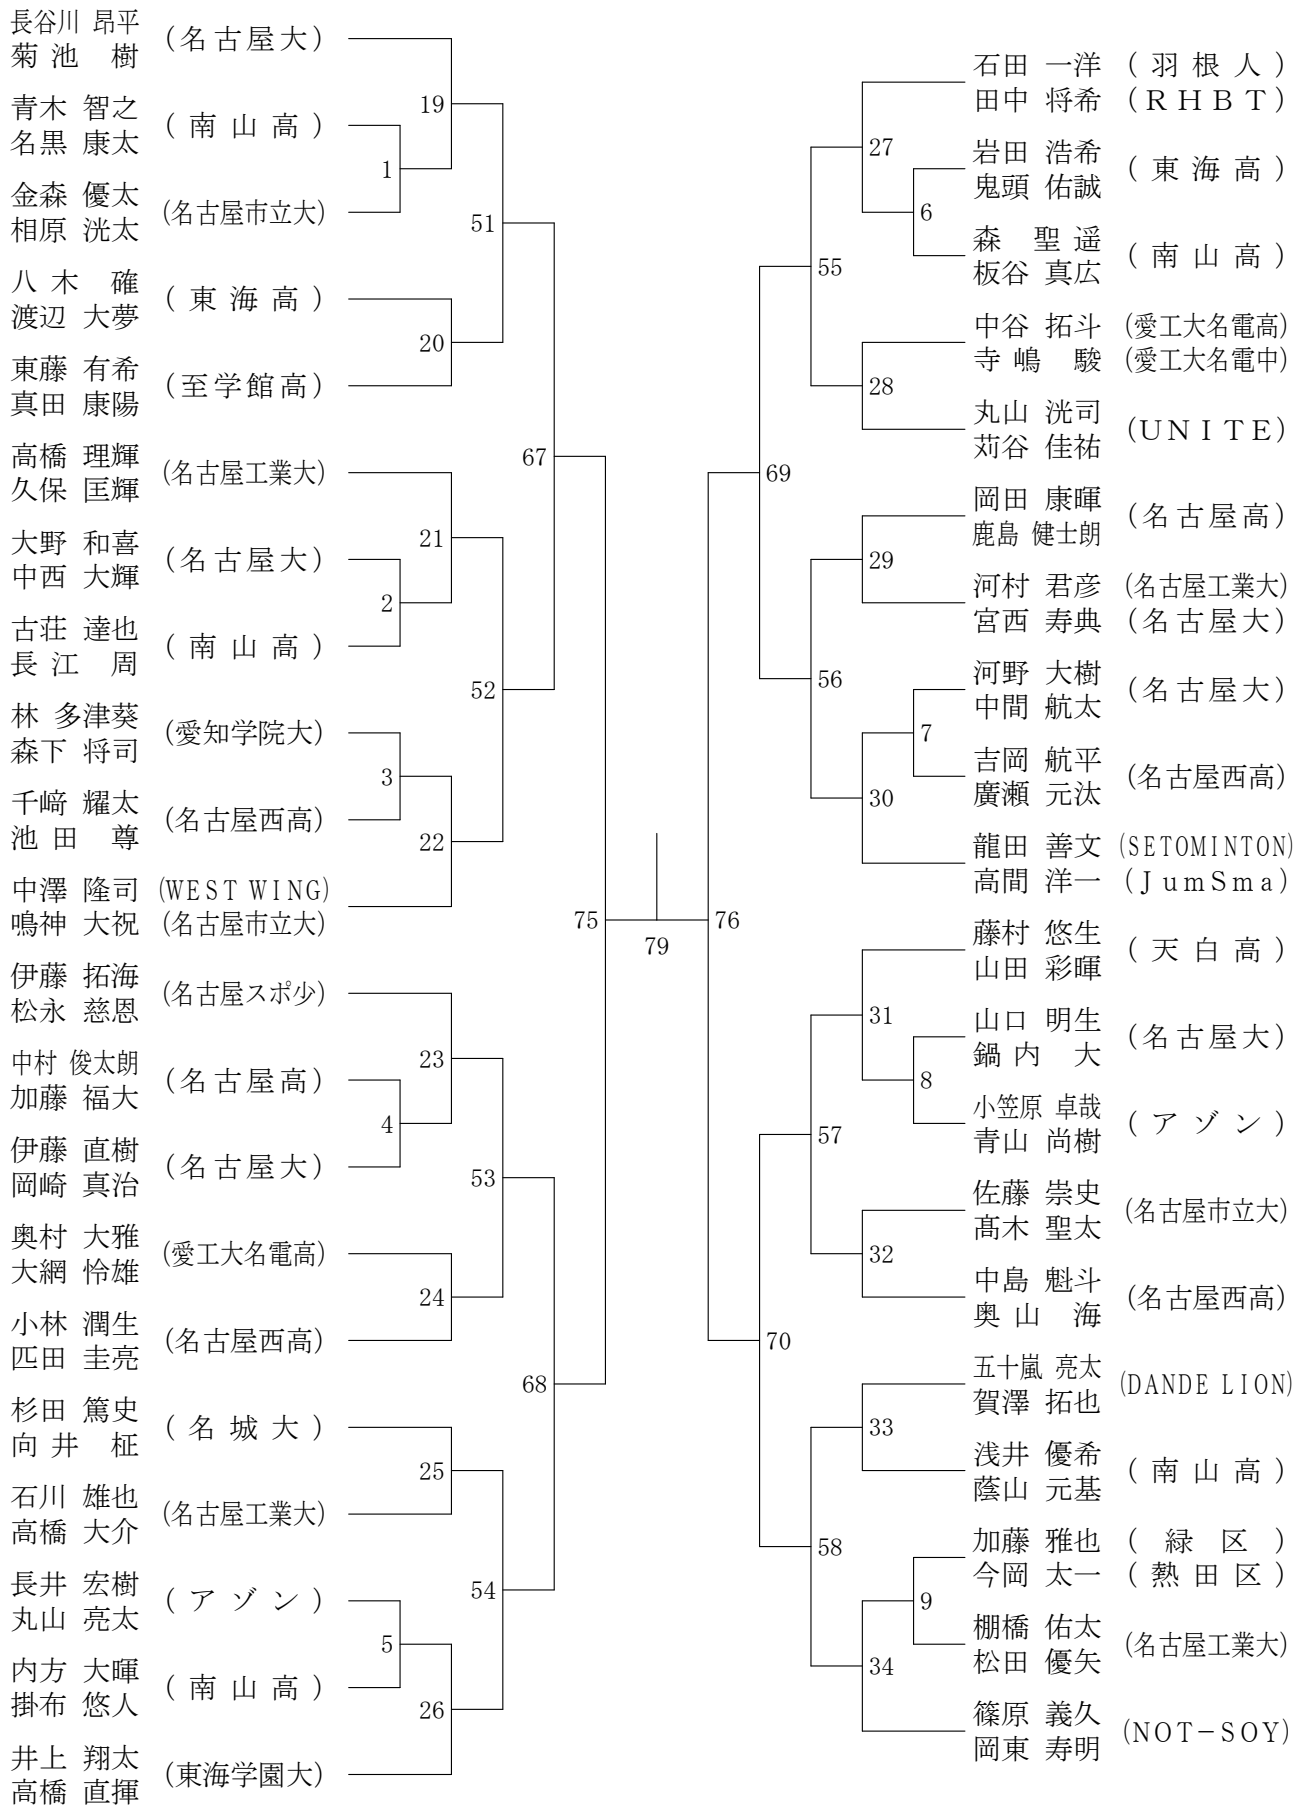 長谷川 昂平
菊 池　樹
(名古屋大)
青木 智之
名黒 康太
(南山高)
金森 優太
相原 洸太
(名古屋市立大)
八 木　確
渡辺 大夢
(東海高)
東藤 有希
真田 康陽
(至学館高)
高橋 理輝
久保 匡輝
(名古屋工業大)
大野 和喜
中西 大輝
(名古屋大)
古荘 達也
長 江　周
(南山高)
林 多津葵
森下 将司
(愛知学院大)
千﨑 耀太
池 田　尊
(名古屋西高)
中澤 隆司 (WEST WING)
鳴神 大祝 (名古屋市立大)
伊藤 拓海
松永 慈恩
(名古屋スポ少)
中村 俊太朗
加藤 福大
(名古屋高)
伊藤 直樹
岡崎 真治
(名古屋大)
奥村 大雅
大網 怜雄
(愛工大名電高)
小林 潤生
匹田 圭亮
(名古屋西高)
杉田 篤史
向 井　柾
(名城大)
石川 雄也
高橋 大介
(名古屋工業大)
長井 宏樹
丸山 亮太
(アゾン)
内方 大暉
掛布 悠人
(南山高)
井上 翔太
高橋 直揮
(東海学園大)
19
1
51
20
67
21
2
52
3
22
75
23
4
53
24
68
25
54
5
26
79
76
27
6
55
28
69
29
56
7
30
31
8
57
32
70
33
58
9
34
石田 一洋 (羽根人)
田中 将希 (ＲＨＢＴ)
岩田 浩希
鬼頭 佑誠
(東海高)
森　聖 遥
板谷 真広
(南山高)
中谷 拓斗 (愛工大名電高)
寺 嶋　駿 (愛工大名電中)
丸山 洸司
苅谷 佳祐
(ＵＮＩＴＥ)
岡田 康暉
鹿島 健士朗
(名古屋高)
河村 君彦 (名古屋工業大)
宮西 寿典 (名古屋大)
河野 大樹
中間 航太
(名古屋大)
吉岡 航平
廣瀬 元汰
(名古屋西高)
龍田 善文 (SETOMINTON)
高間 洋一 (ＪｕｍＳｍａ)
藤村 悠生
山田 彩暉
(天白高)
山口 明生
鍋 内　大
(名古屋大)
小笠原 卓哉
青山 尚樹
(アゾン)
佐藤 崇史
髙木 聖太
(名古屋市立大)
中島 魁斗
奥 山　海
(名古屋西高)
五十嵐 亮太
賀澤 拓也
(DANDE LION)
浅井 優希
蔭山 元基
(南山高)
加藤 雅也 (緑区)
今岡 太一 (熱田区)
棚橋 佑太
松田 優矢
(名古屋工業大)
篠原 義久
岡東 寿明
(NOT－SOY)